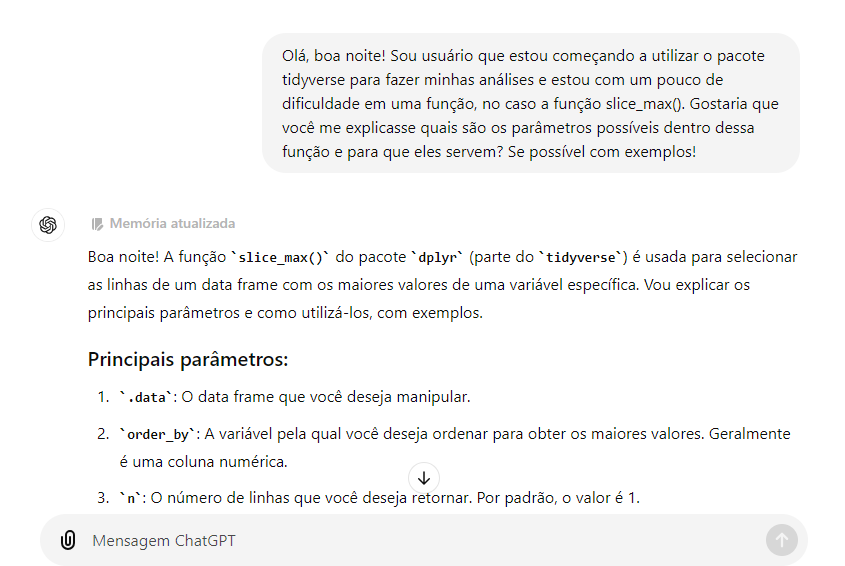 Olá, boa noite! Sou usuário que estou começando a utilizar o pacote
tidyverse para fazer minhas análises e estou com um pouco de
dificuldade em uma função, no caso a função slice_max(). Gostaria que
você me explicasse quais são os parâmetros possíveis dentro dessa
função e para que eles servem? Se possível com exemplos!
Memória atualizada
Boa noite! A função `slice_max()` do pacote `dplyr` (parte do `tidyverse`) é usada para selecionar
as linhas de um data frame com os maiores valores de uma variável específica. Vou explicar os
principais parâmetros e como utilizá-los, com exemplos.
Principais parâmetros:
1. `.data`: O data frame que você deseja manipular.
2. `order_by`: A variável pela qual você deseja ordenar para obter os maiores valores. Geralmente
é uma coluna numérica.
3. `n`: O número de linhas que você deseja retornar. Por padrão, o valor é 1.
Mensagem ChatGPT